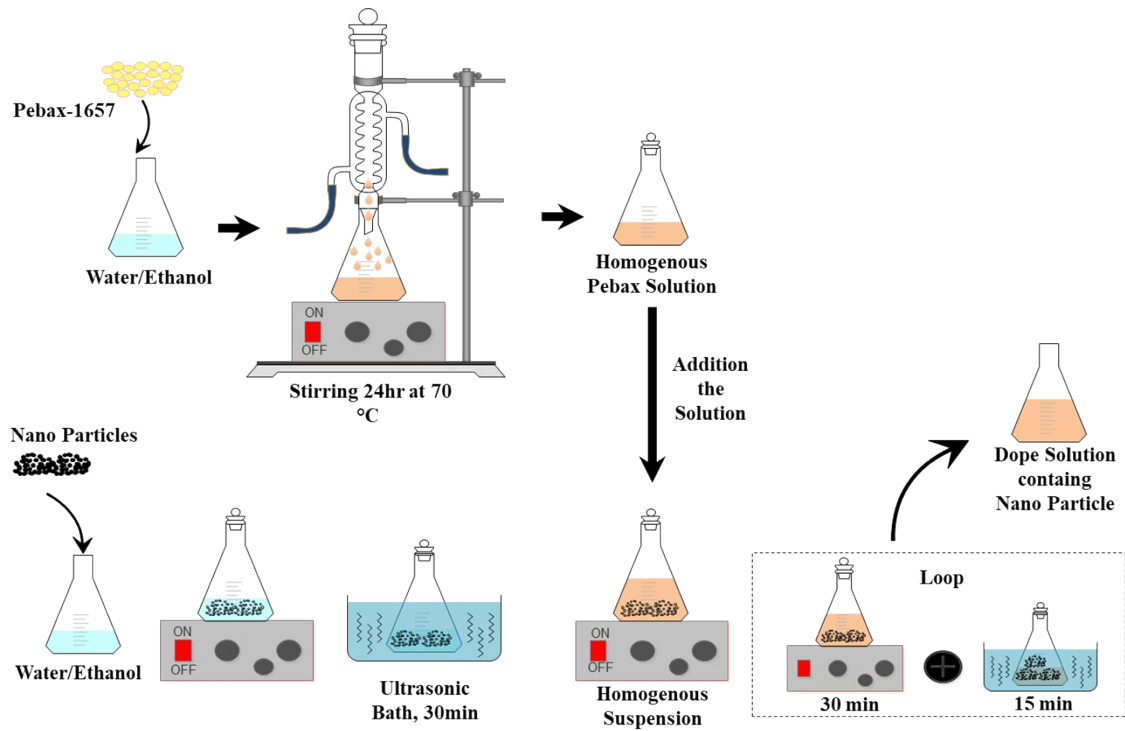 Pebax-1657
Water/Ethanol
ON
OFF
Stirring 24hr at 70
°C
Homogenous
Pebax Solution
Addition
the
Solution
Nano Particles
Water/Ethanol
ON
OFF
Ultrasonic
Bath, 30min
ON
OFF
Homogenous
Suspension
Loop
30 min
15 min
Dope Solution
containg
Nano Particle